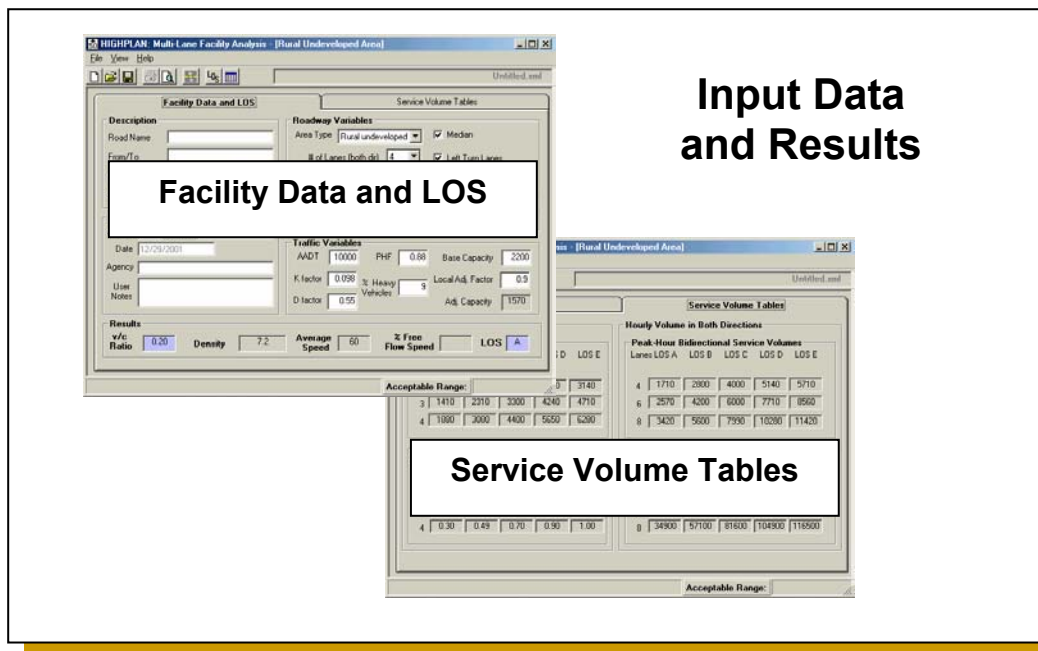 HIGHPLAN: Multi-Lane Facility Analysis - [Rural Undeveloped Area]
File View Help
Untitled.xml
Facility Data and LOS
Service Volume Tables
Description
Road Name
From/To
Roadway Variables
Area Type Rural undeveloped Median
# of Lanes (both dir) 4 Left Turn Lanes
Facility Data and LOS
Date 12/29/2001
Agency
User Notes
Traffic Variables
AADT 10000 PHF 0.88 Base Capacity 2200
K factor 0.098 % Heavy Vehicles 9 Local Adj. Factor 0.9
D factor 0.55 Adj. Capacity 1570
Results
v/c Ratio 0.20 Density 7.2 Average Speed 60 % Free Flow Speed LOS A
Acceptable Range:
Input Data
and Results
- [Rural Undeveloped Area]
Untitled.xml
Service Volume Tables
LOS E
3140
3 1410 2310 3300 4240 4710
4 1880 3080 4400 5650 6280
Hourly Volume in Both Directions
Peak-Hour Bidirectional Service Volumes
Lanes LOS A LOS B LOS C LOS D LOS E
4 1710 2800 4000 5140 5710
6 2570 4200 6000 7710 8560
8 3420 5600 7990 10280 11420
Service Volume Tables
4 0.30 0.49 0.70 0.90 1.00
8 34900 57100 81600 104900 116500
Acceptable Range: